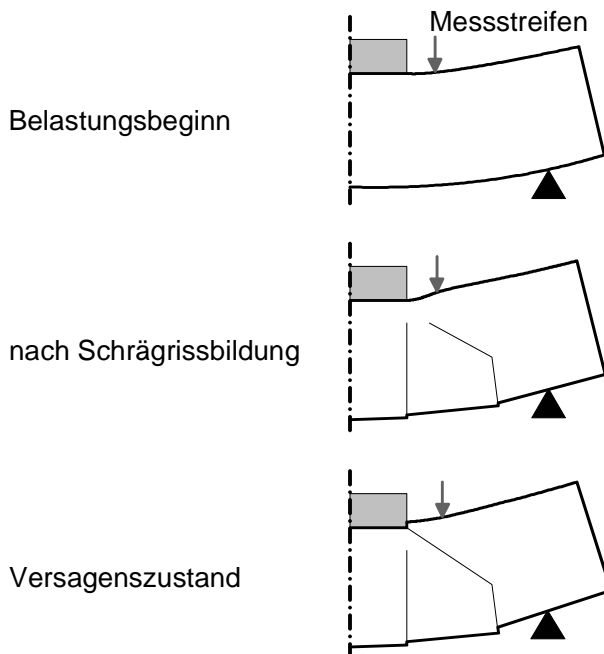 Messstreifen
Belastungsbeginn
nach Schrägrissbildung
Versagenszustand